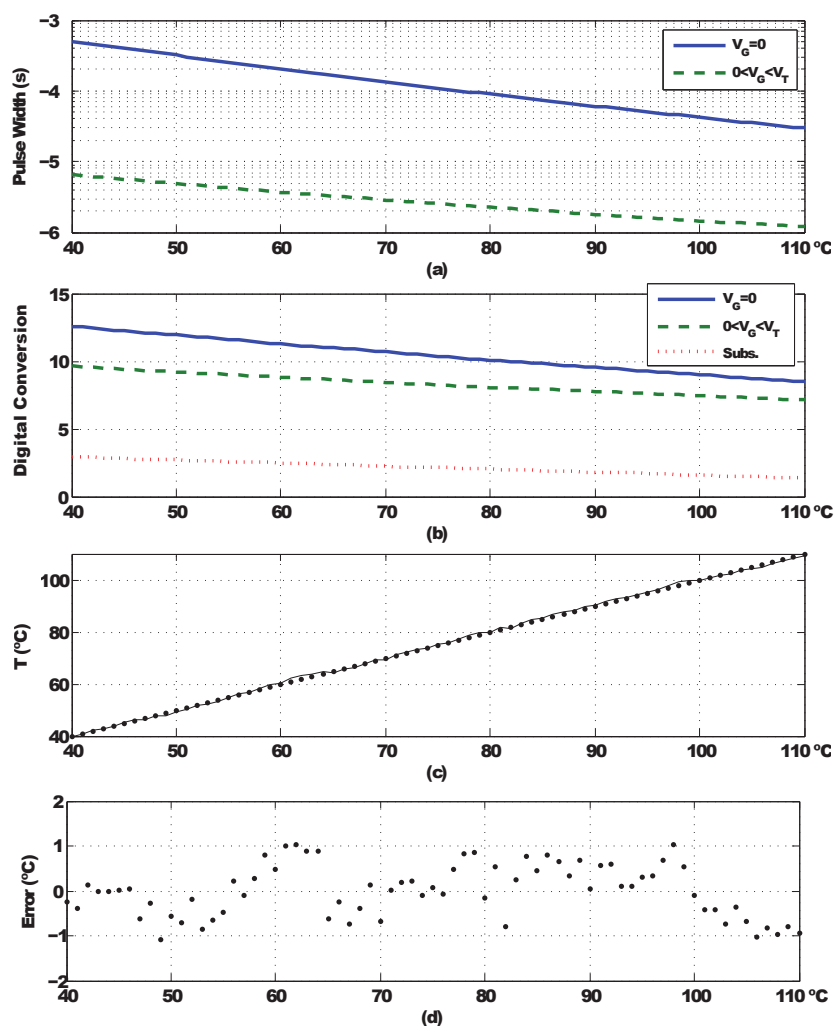 −3
−4
−5
−6
Pulse Width (s)
V_G=0
0<V_G<V_T
40 50 60 70 80 90 100 110 °C
(a)
15
10
5
0
Digital Conversion
V_G=0
0<V_G<V_T
Subs.
40 50 60 70 80 90 100 110 °C
(b)
100
80
60
40
T (°C)
40 50 60 70 80 90 100 110 °C
(c)
2
1
0
−1
−2
Error (°C)
40 50 60 70 80 90 100 110 °C
(d)